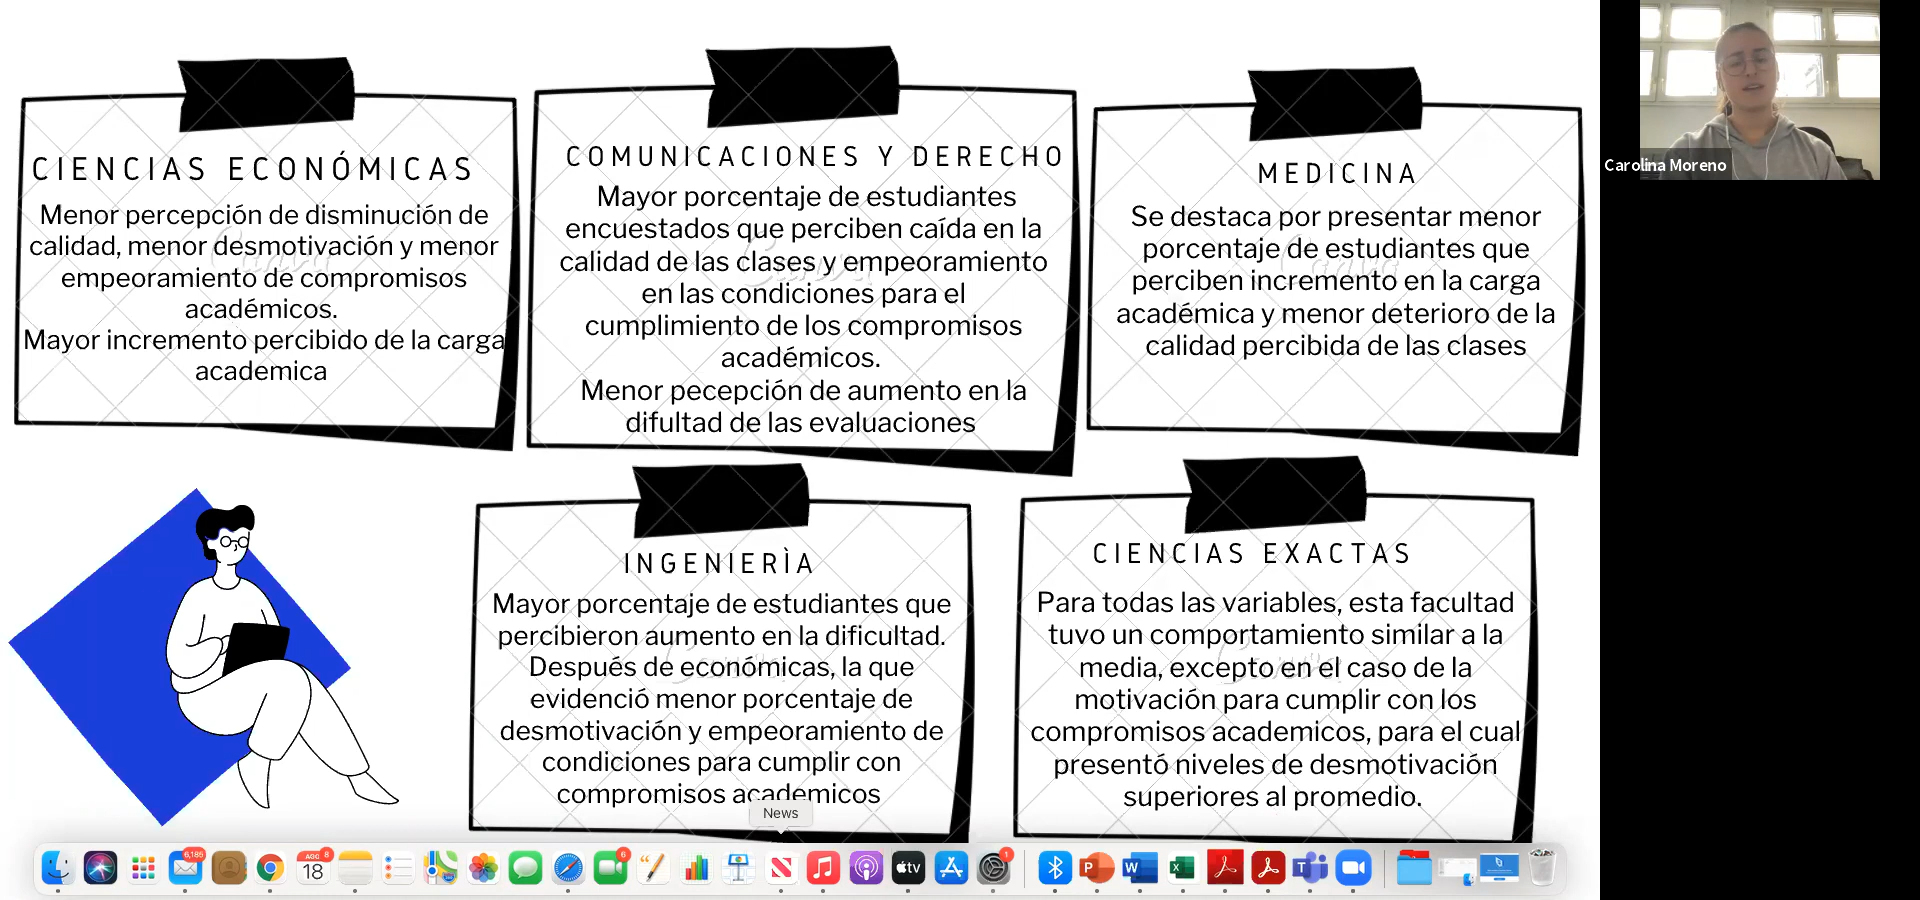 CIENCIAS ECONÓMICAS
Menor percepción de disminución de
calidad, menor desmotivación y menor
empeoramiento de compromisos
académicos.
Mayor incremento percibido de la carga
academica
COMUNICACIONES Y DERECHO
Mayor porcentaje de estudiantes
encuestados que perciben caída en la
calidad de las clases y empeoramiento
en las condiciones para el
cumplimiento de los compromisos
académicos.
Menor pecepción de aumento en la
difultad de las evaluaciones
MEDICINA
Se destaca por presentar menor
porcentaje de estudiantes que
perciben incremento en la carga
académica y menor deterioro de la
calidad percibida de las clases
Carolina Moreno
INGENIERÌA
Mayor porcentaje de estudiantes que
percibieron aumento en la dificultad.
Después de económicas, la que
evidenció menor porcentaje de
desmotivación y empeoramiento de
condiciones para cumplir con
compromisos academicos
CIENCIAS EXACTAS
Para todas las variables, esta facultad
tuvo un comportamiento similar a la
media, excepto en el caso de la
motivación para cumplir con los
compromisos academicos, para el cual
presentó niveles de desmotivación
superiores al promedio.
News
6,185
AGO 8
18
6
tv
1
P
W
X
T